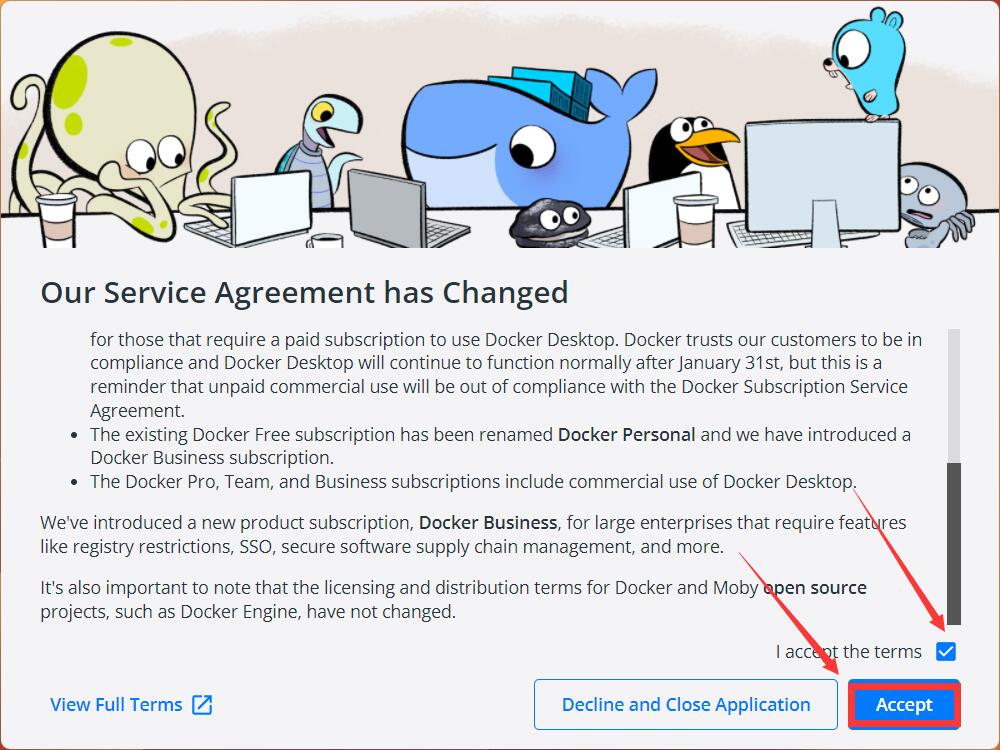 Our Service Agreement has Changed
for those that require a paid subscription to use Docker Desktop. Docker trusts our customers to be in
compliance and Docker Desktop will continue to function normally after January 31st, but this is a
reminder that unpaid commercial use will be out of compliance with the Docker Subscription Service
Agreement.
• The existing Docker Free subscription has been renamed Docker Personal and we have introduced a
Docker Business subscription.
• The Docker Pro, Team, and Business subscriptions include commercial use of Docker Desktop.
We've introduced a new product subscription, Docker Business, for large enterprises that require features
like registry restrictions, SSO, secure software supply chain management, and more.
It's also important to note that the licensing and distribution terms for Docker and Moby open source
projects, such as Docker Engine, have not changed.
I accept the terms
View Full Terms
Decline and Close Application
Accept